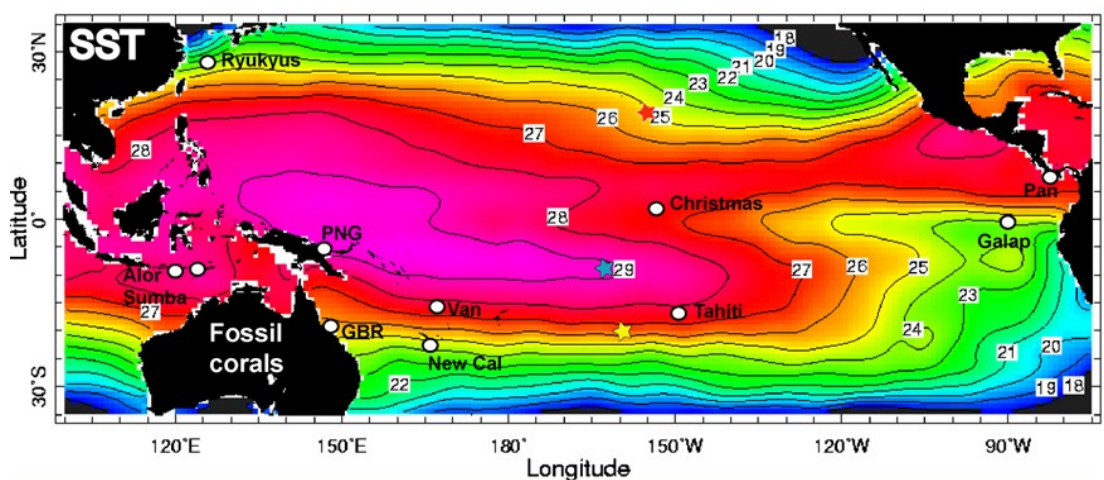 SST
30°N
0
30°S
Latitude
Ryukyus
18
19
20
21
22
23
24
25
26
27
28
28
Christmas
Pan
PNG
Galap
29
27
26
25
23
Alor
Sumba
27
Van
Tahiti
GBR
New Cal
Fossil
corals
24
22
21
20
19
18
120°E
150°E
180°
150°W
120°W
90°W
Longitude